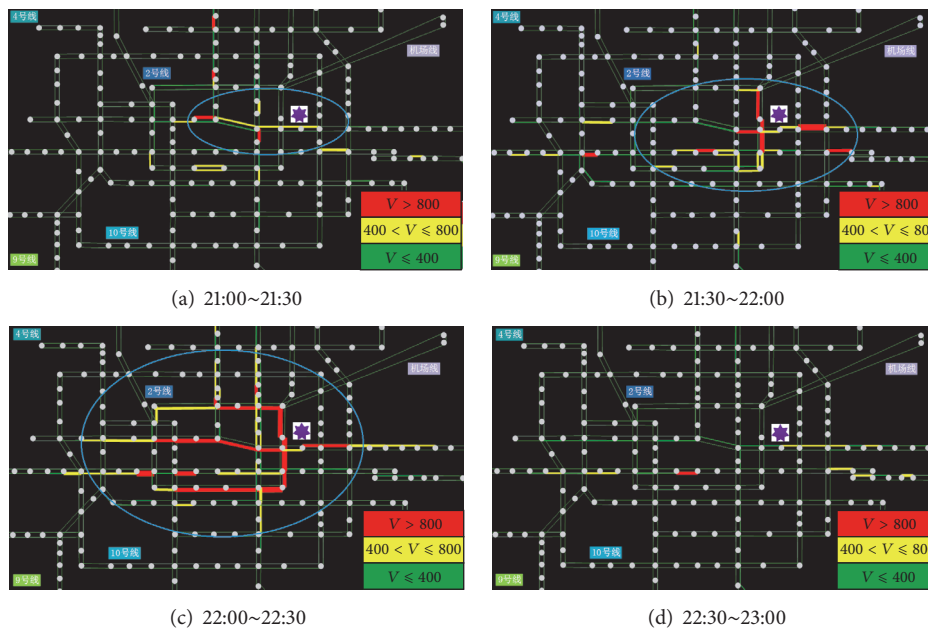 4号线
机场线
2号线
10号线
9号线
V > 800
400 < V ⩽ 800
V ⩽ 400
(a) 21:00~21:30
4号线
机场线
2号线
10号线
9号线
V > 800
400 < V ⩽ 80
V ⩽ 400
(b) 21:30~22:00
4号线
机场线
2号线
10号线
9号线
V > 800
400 < V ⩽ 800
V ⩽ 400
(c) 22:00~22:30
4号线
机场线
2号线
10号线
9号线
V > 800
400 < V ⩽ 80
V ⩽ 400
(d) 22:30~23:00